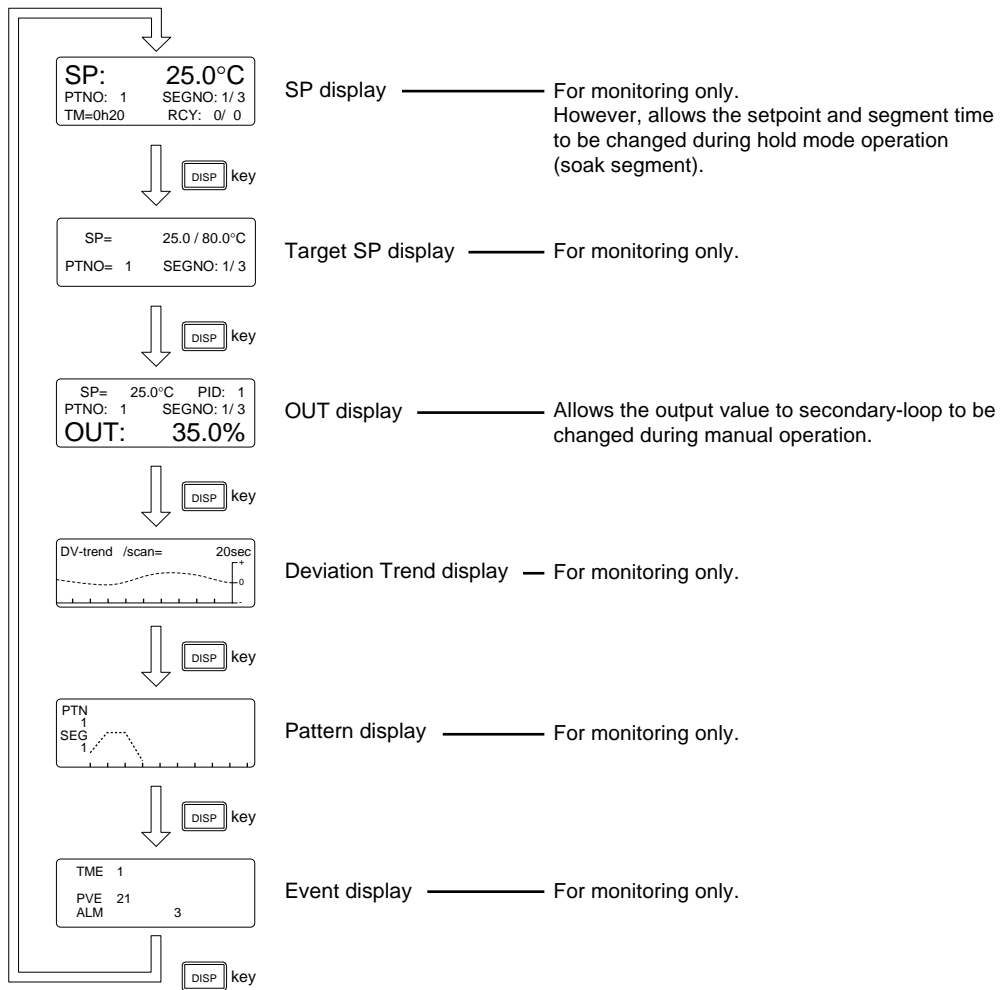 SP: 25.0°C
PTNO: 1 SEGNO: 1/ 3
TM=0h20 RCY: 0/ 0
SP display
For monitoring only.
However, allows the setpoint and segment time
to be changed during hold mode operation
(soak segment).
DISP key
SP= 25.0 / 80.0°C
PTNO= 1 SEGNO: 1/ 3
Target SP display
For monitoring only.
DISP key
SP= 25.0°C PID: 1
PTNO: 1 SEGNO: 1/ 3
OUT: 35.0%
OUT display
Allows the output value to secondary-loop to be
changed during manual operation.
DISP key
DV-trend /scan= 20sec
+
0
-
Deviation Trend display
For monitoring only.
DISP key
PTN
1
SEG
1
Pattern display
For monitoring only.
DISP key
TME 1
PVE 21
ALM 3
Event display
For monitoring only.
DISP key